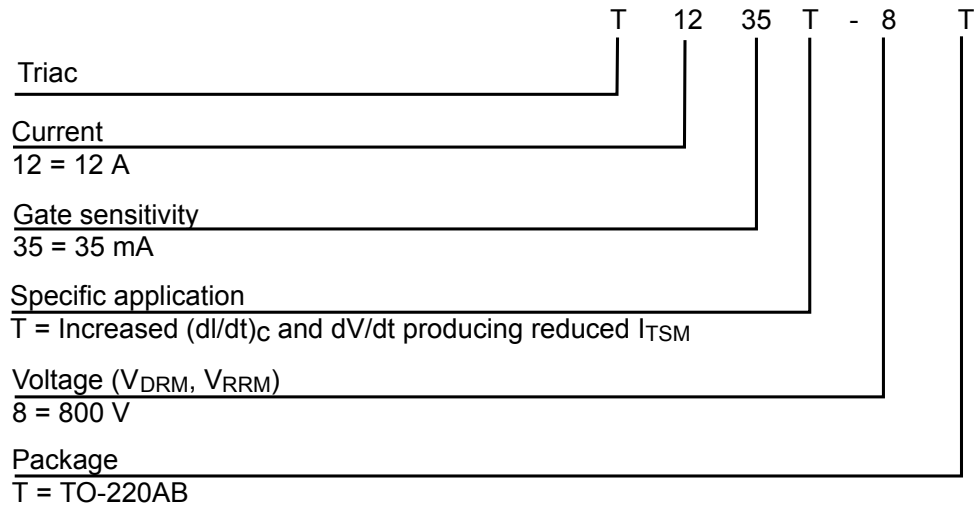 T 12 35 T - 8 T
Triac
Current
12 = 12 A
Gate sensitivity
35 = 35 mA
Specific application
T = Increased (dI/dt)c and dV/dt producing reduced ITSM
Voltage (VDRM, VRRM)
8 = 800 V
Package
T = TO-220AB